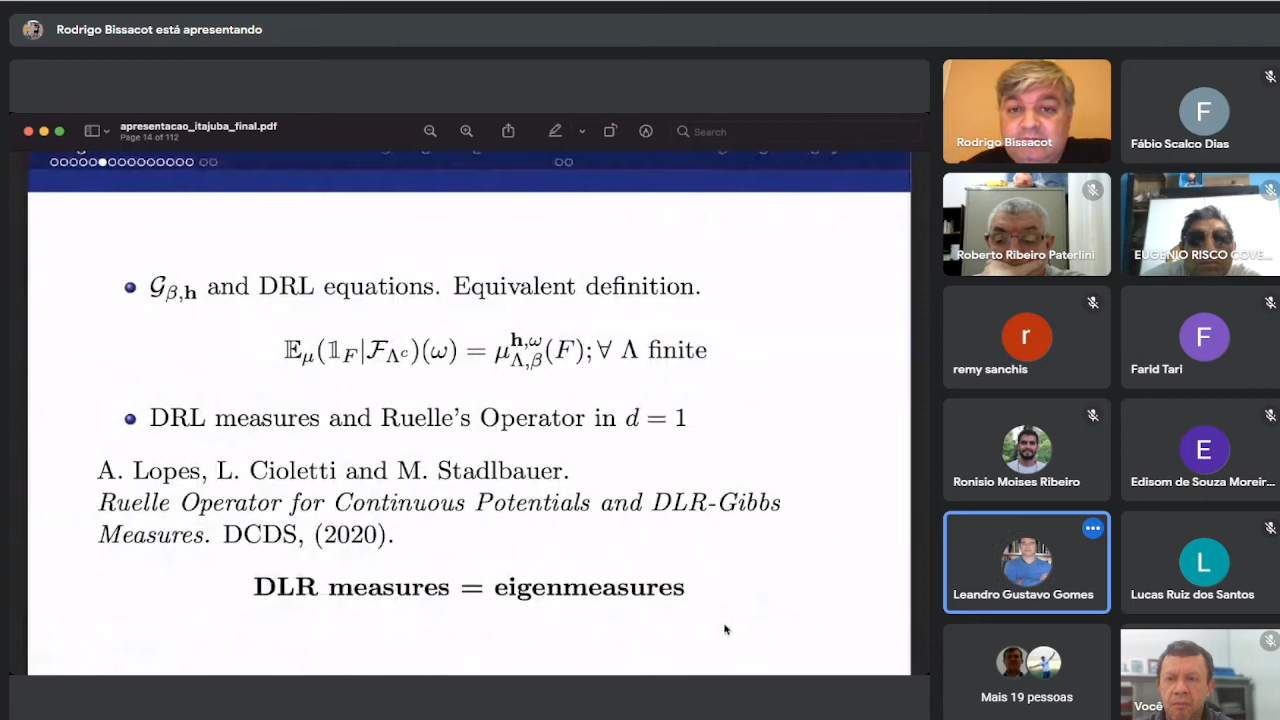 Rodrigo Bissacot está apresentando
apresentacao_itajuba_final.pdf
Page 14 of 112
Search
• 𝒢β,h and DRL equations. Equivalent definition.
𝔼μ(𝟙F|ℱΛᶜ)(ω) = μ^{h,ω}_{Λ,β}(F); ∀ Λ finite
• DRL measures and Ruelle's Operator in d = 1
A. Lopes, L. Cioletti and M. Stadlbauer.
Ruelle Operator for Continuous Potentials and DLR-Gibbs
Measures. DCDS, (2020).
DLR measures = eigenmeasures
Rodrigo Bissacot
F
Fábio Scalco Dias
Roberto Ribeiro Paterlini
EUGENIO RISCO COVE...
r
remy sanchis
F
Farid Tari
Ronisio Moises Ribeiro
E
Edisom de Souza Moreir...
Leandro Gustavo Gomes
L
Lucas Ruiz dos Santos
Mais 19 pessoas
Você